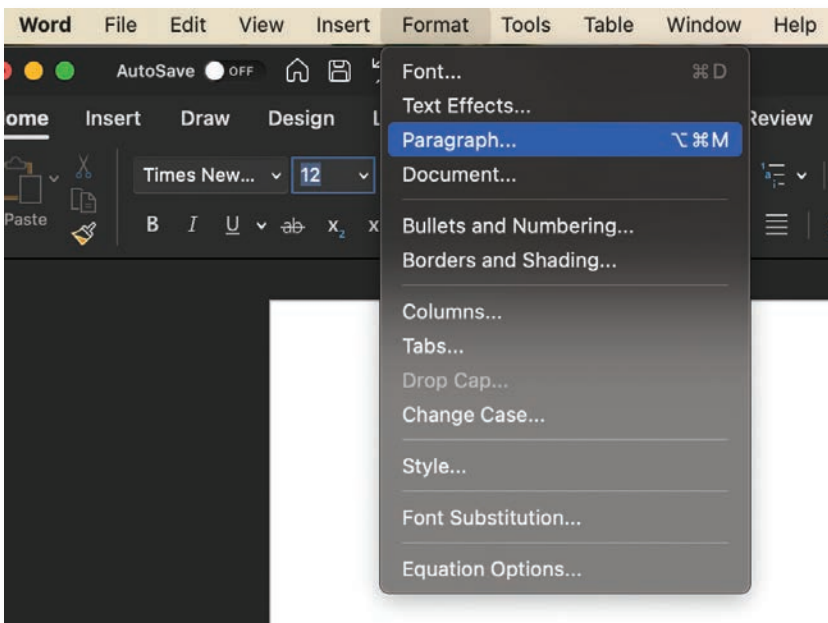 Word File Edit View Insert Format Tools Table Window Help
AutoSave OFF
ome Insert Draw Design L Review
Times New... 12
Paste B I U ab x2 x
Font... ⌘ D
Text Effects...
Paragraph... ⌥ ⌘ M
Document...
Bullets and Numbering...
Borders and Shading...
Columns...
Tabs...
Drop Cap...
Change Case...
Style...
Font Substitution...
Equation Options...